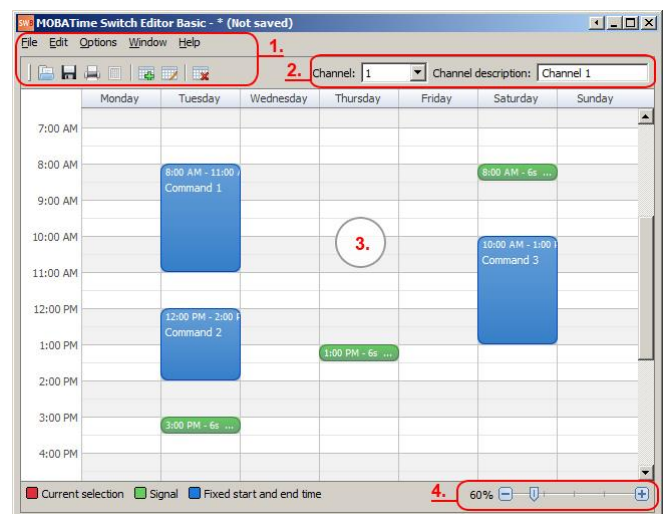 SWB MOBATime Switch Editor Basic - * (Not saved)
File Edit Options Window Help 1.
2. Channel: 1 Channel description: Channel 1
Monday Tuesday Wednesday Thursday Friday Saturday Sunday
7:00 AM
8:00 AM
8:00 AM - 11:00 A
Command 1
8:00 AM - 6s ...
9:00 AM
10:00 AM
3.
10:00 AM - 1:00 P
Command 3
11:00 AM
12:00 PM
12:00 PM - 2:00 P
Command 2
1:00 PM
1:00 PM - 6s ...
2:00 PM
3:00 PM
3:00 PM - 6s ...
4:00 PM
Current selection Signal Fixed start and end time 4. 60%